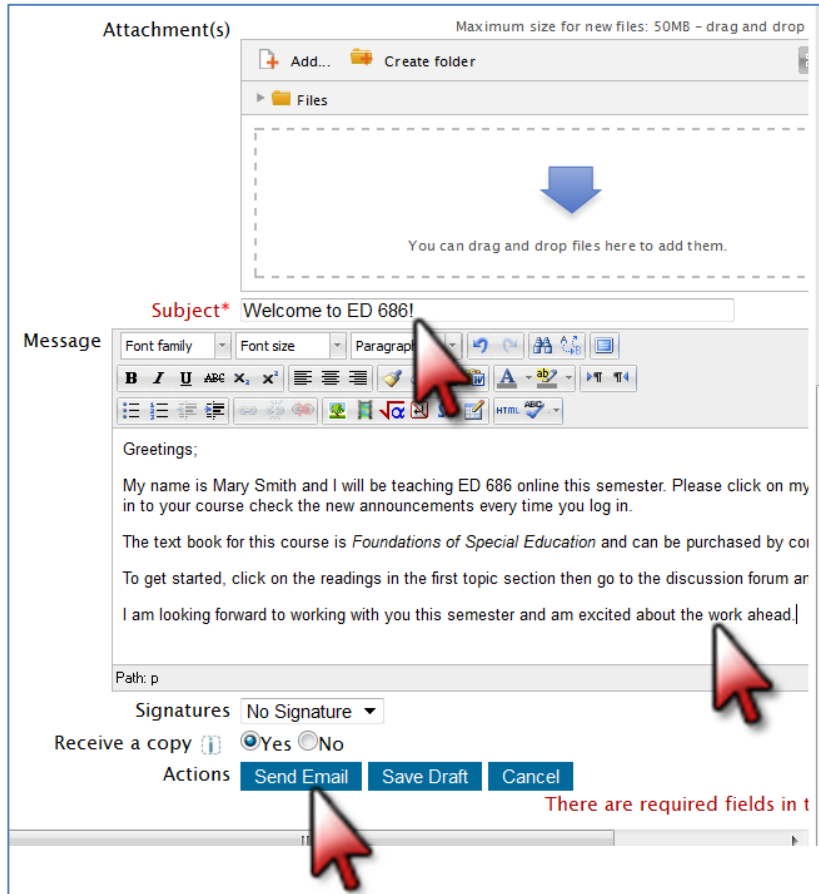 Attachment(s) Maximum size for new files: 50MB – drag and drop
Add... Create folder
Files
You can drag and drop files here to add them.
Subject* Welcome to ED 686!
Message Font family Font size Paragraph
B I U ABC X₂ X² A ab
HTML ABC
Greetings;
My name is Mary Smith and I will be teaching ED 686 online this semester. Please click on my
in to your course check the new announcements every time you log in.
The text book for this course is Foundations of Special Education and can be purchased by
To get started, click on the readings in the first topic section then go to the discussion forum
I am looking forward to working with you this semester and am excited about the work ahead.
Path: p
Signatures No Signature
Receive a copy Yes No
Actions Send Email Save Draft Cancel
There are required fields in